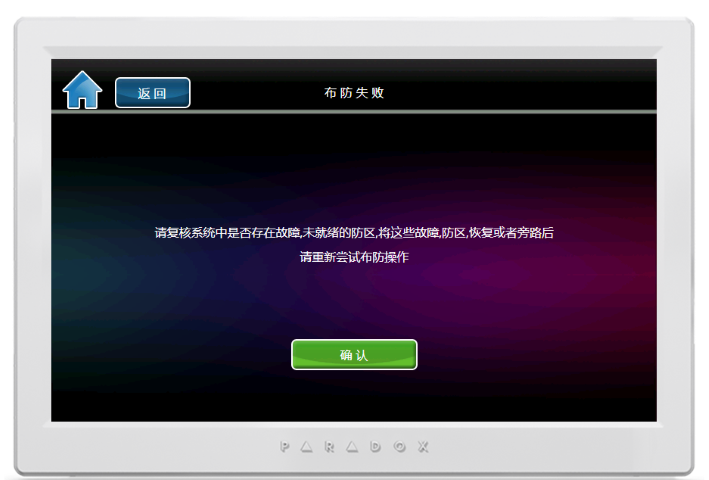 返回
布防失败
请复核系统中是否存在故障,未就绪的防区,将这些故障,防区,恢复或者旁路后
请重新尝试布防操作
确认
PARADOX